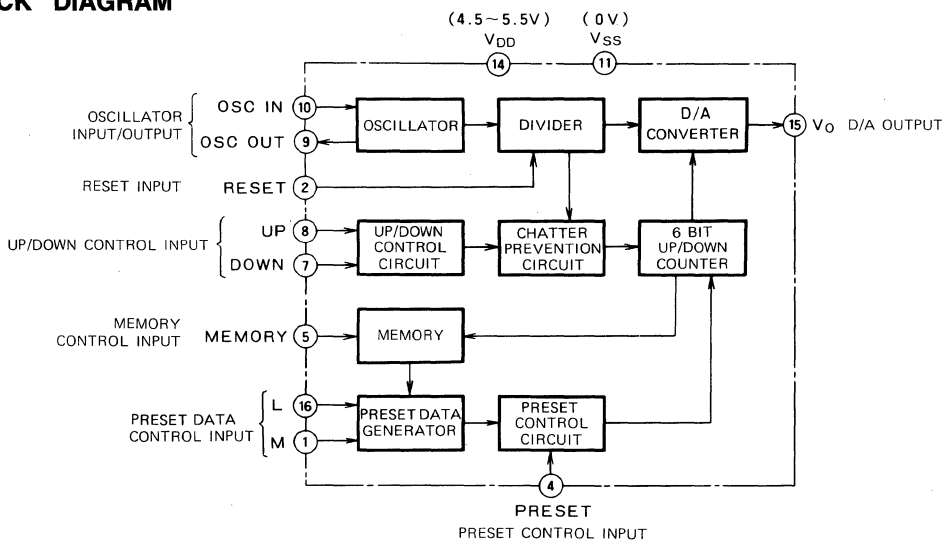 CK DIAGRAM
(4.5~5.5V)
VDD
14
(0V)
VSS
11
OSCILLATOR
INPUT/OUTPUT
OSC IN
10
OSC OUT
9
OSCILLATOR
DIVIDER
D/A
CONVERTER
15
VO D/A OUTPUT
RESET INPUT
RESET
2
UP/DOWN CONTROL INPUT
UP
8
DOWN
7
UP/DOWN
CONTROL
CIRCUIT
CHATTER
PREVENTION
CIRCUIT
6 BIT
UP/DOWN
COUNTER
MEMORY
CONTROL INPUT
MEMORY
5
MEMORY
PRESET DATA
CONTROL INPUT
L
16
M
1
PRESET DATA
GENERATOR
PRESET
CONTROL
CIRCUIT
4
PRESET
PRESET CONTROL INPUT